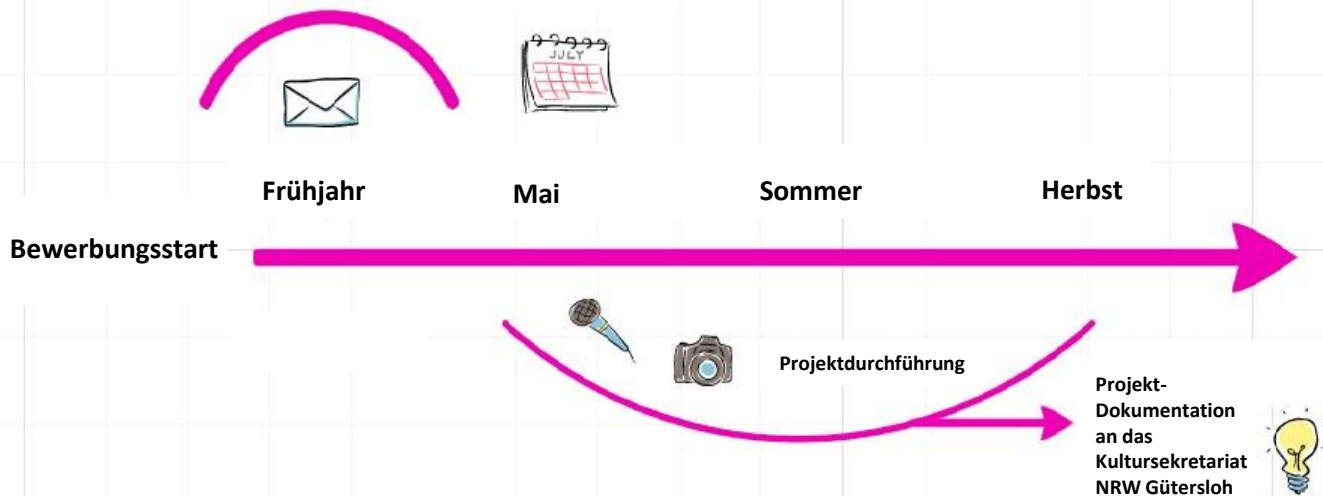 JULY
Frühjahr
Mai
Sommer
Herbst
Bewerbungsstart
Projektdurchführung
Projekt-
Dokumentation
an das
Kultursekretariat
NRW Gütersloh